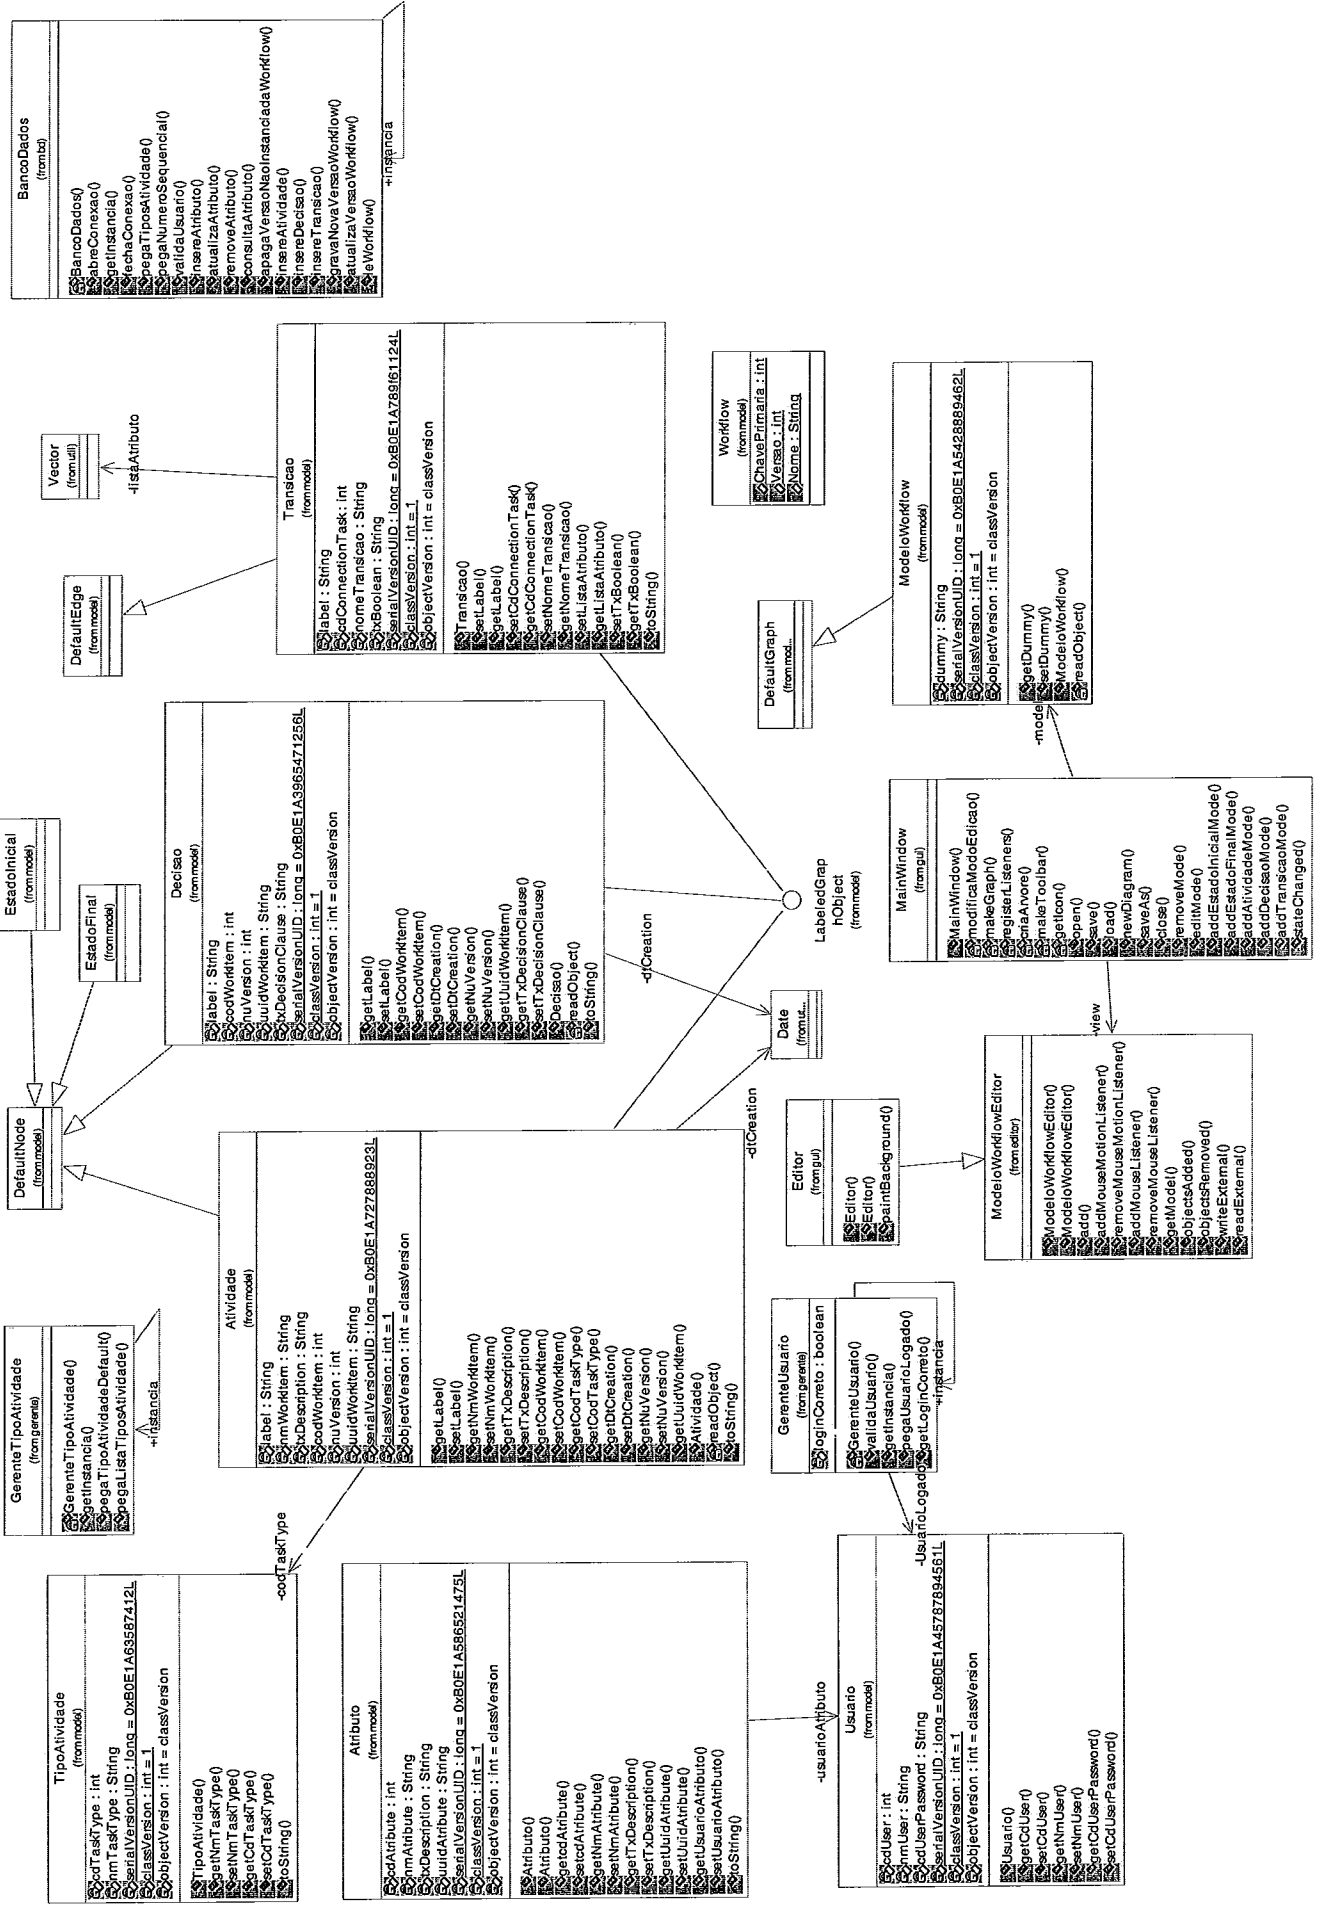 TipoAtividade
(from model)
cdTaskType : int
nmTaskType : String
serialVersionUID : long = 0xB0E1A63587412L
classVersion : int = 1
objectVersion : int = classVersion
TipoAtividade()
getNmTaskType()
setNmTaskType()
getCdTaskType()
setCdTaskType()
toString()
-codTaskType
GerenteTipoAtividade
(from gerente)
GerenteTipoAtividade()
getInstancia()
pegaTipoAtividadeDefault()
pegaListaTiposAtividade()
+instancia
DefaultNode
(from model)
EstadoInicial
(from model)
EstadoFinal
(from model)
DefaultEdge
(from model)
Vector
(from util)
-listaAtributo
BancoDados
(from bd)
BancoDados()
abreConexao()
getInstancia()
fechaConexao()
pegaTiposAtividade()
pegaNumeroSequencial()
validaUsuario()
insereAtributo()
atualizaAtributo()
removeAtributo()
consultaAtributo()
apagaVersaoNaoInstanciadaWorkflow()
insereAtividade()
insereDecisao()
insereTransicao()
gravaNovaVersaoWorkflow()
atualizaVersaoWorkflow()
leWorkflow()
+instancia
Atividade
(from model)
label : String
nmWorkItem : String
txDescription : String
codWorkItem : int
nuVersion : int
uuidWorkItem : String
serialVersionUID : long = 0xB0E1A727888923L
classVersion : int = 1
objectVersion : int = classVersion
getLabel()
setLabel()
getNmWorkItem()
setNmWorkItem()
getTxDescription()
setTxDescription()
getCodWorkItem()
setCodWorkItem()
getCodTaskType()
setCodTaskType()
getDtCreation()
setDtCreation()
getNuVersion()
setNuVersion()
getUuidWorkItem()
Atividade()
readObject()
toString()
-dtCreation
Decisao
(from model)
label : String
codWorkItem : int
nuVersion : int
uuidWorkItem : String
txDecisionClause : String
serialVersionUID : long = 0xB0E1A3965471256L
classVersion : int = 1
objectVersion : int = classVersion
getLabel()
setLabel()
getCodWorkItem()
setCodWorkItem()
getDtCreation()
setDtCreation()
getNuVersion()
setNuVersion()
getUuidWorkItem()
getTxDecisionClause()
setTxDecisionClause()
Decisao()
readObject()
toString()
-dtCreation
Transicao
(from model)
label : String
cdConnectionTask : int
nomeTransicao : String
txBoolean : String
serialVersionUID : long = 0xB0E1A789f61124L
classVersion : int = 1
objectVersion : int = classVersion
Transicao()
setLabel()
getLabel()
setCdConnectionTask()
getCdConnectionTask()
setNomeTransicao()
getNomeTransicao()
setListaAtributo()
getListaAtributo()
setTxBoolean()
getTxBoolean()
toString()
Atributo
(from model)
cdAtribute : int
nmAtribute : String
txDescription : String
uuidAtribute : String
serialVersionUID : long = 0xB0E1A586521475L
classVersion : int = 1
objectVersion : int = classVersion
Atributo()
Atributo()
getcdAtribute()
setcdAtribute()
getNmAtribute()
setNmAtribute()
getTxDescription()
setTxDescription()
getUuidAtribute()
setUuidAtribute()
getUsuarioAtributo()
setUsuarioAtributo()
toString()
-usuarioAtributo
GerenteUsuario
(from gerente)
loginCorreto : boolean
GerenteUsuario()
validaUsuario()
getInstancia()
pegaUsuarioLogado()
getLoginCorreto()
+instancia
-UsuarioLogado
Usuario
(from model)
cdUser : int
nmUser : String
cdUserPassword : String
serialVersionUID : long = 0xB0E1A45787894561L
classVersion : int = 1
objectVersion : int = classVersion
Usuario()
getCdUser()
setCdUser()
getNmUser()
setNmUser()
getCdUserPassword()
setCdUserPassword()
Editor
(from gui)
Editor()
Editor()
paintBackground()
Date
(from ut...
LabeledGrap
hObject
(from model)
DefaultGraph
(from mod...
Workflow
(from model)
ChavePrimaria : int
Versao : int
Nome : String
ModeloWorkflowEditor
(from editor)
ModeloWorkflowEditor()
ModeloWorkflowEditor()
add()
addMouseMotionListener()
removeMouseMotionListener()
addMouseListener()
removeMouseListener()
getModel()
objectsAdded()
objectsRemoved()
writeExternal()
readExternal()
-view
MainWindow
(from gui)
MainWindow()
modificaModoEdicao()
makeGraph()
registerListeners()
criaArvore()
makeToolbar()
getIcon()
open()
save()
load()
newDiagram()
saveAs()
close()
removeMode()
editMode()
addEstadoInicialMode()
addEstadoFinalMode()
addAtividadeMode()
addDecisaoMode()
addTransicaoMode()
stateChanged()
-model
ModeloWorkflow
(from model)
dummy : String
serialVersionUID : long = 0xB0E1A5428889462L
classVersion : int = 1
objectVersion : int = classVersion
getDummy()
setDummy()
ModeloWorkflow()
readObject()